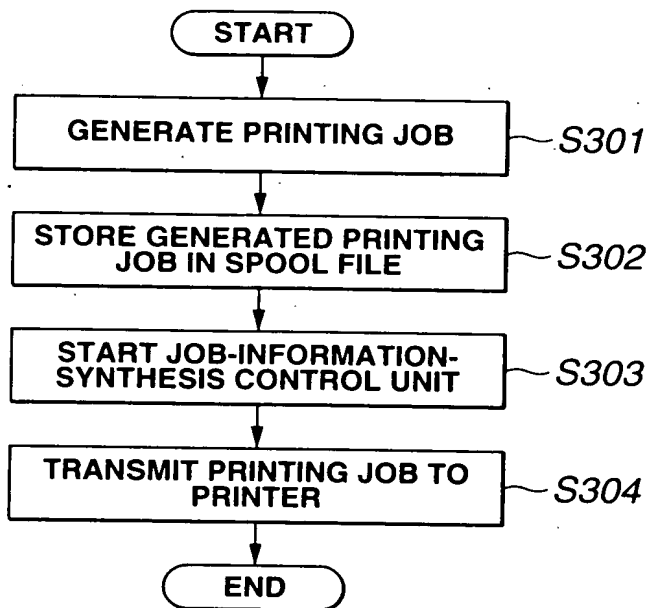 START
GENERATE PRINTING JOB
S301
STORE GENERATED PRINTING
JOB IN SPOOL FILE
S302
START JOB-INFORMATION-
SYNTHESIS CONTROL UNIT
S303
TRANSMIT PRINTING JOB TO
PRINTER
S304
END